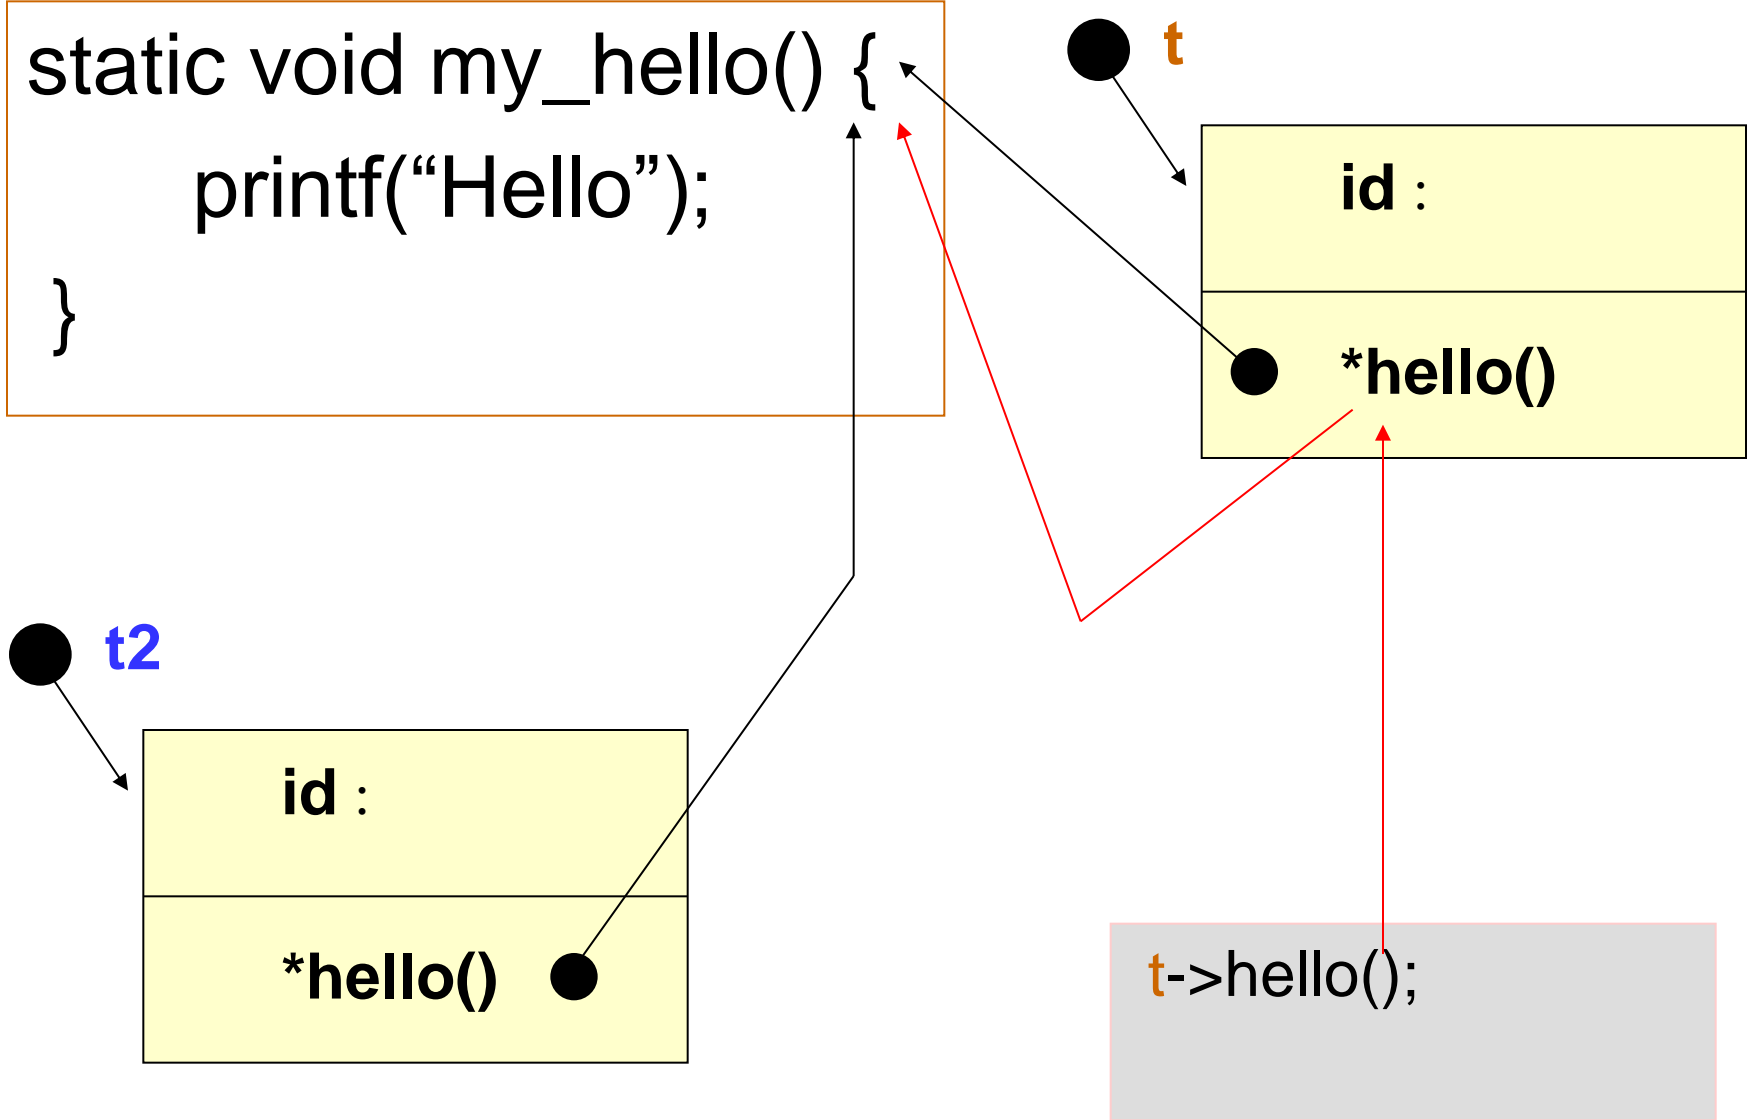 static void my_hello() {
printf(“Hello”);
}
t
id :
*hello()
t2
id :
*hello()
t->hello();